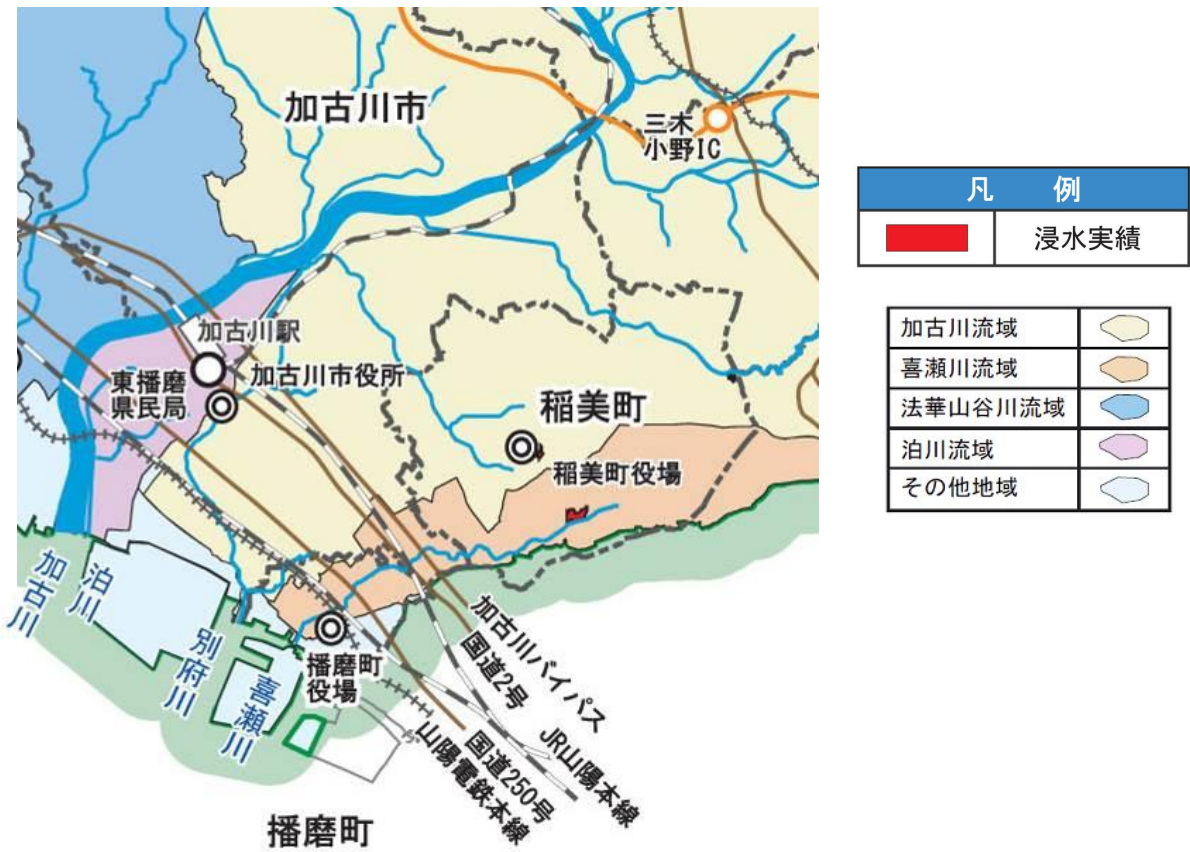 加古川市
三木
小野IC
加古川駅
東播磨
県民局
加古川市役所
稲美町
稲美町役場
加古川
泊川
別府川
喜瀬川
播磨町
役場
加古川バイパス
国道2号
JR山陽本線
国道250号
山陽電鉄本線
播磨町
凡 例
浸水実績
加古川流域
喜瀬川流域
法華山谷川流域
泊川流域
その他地域